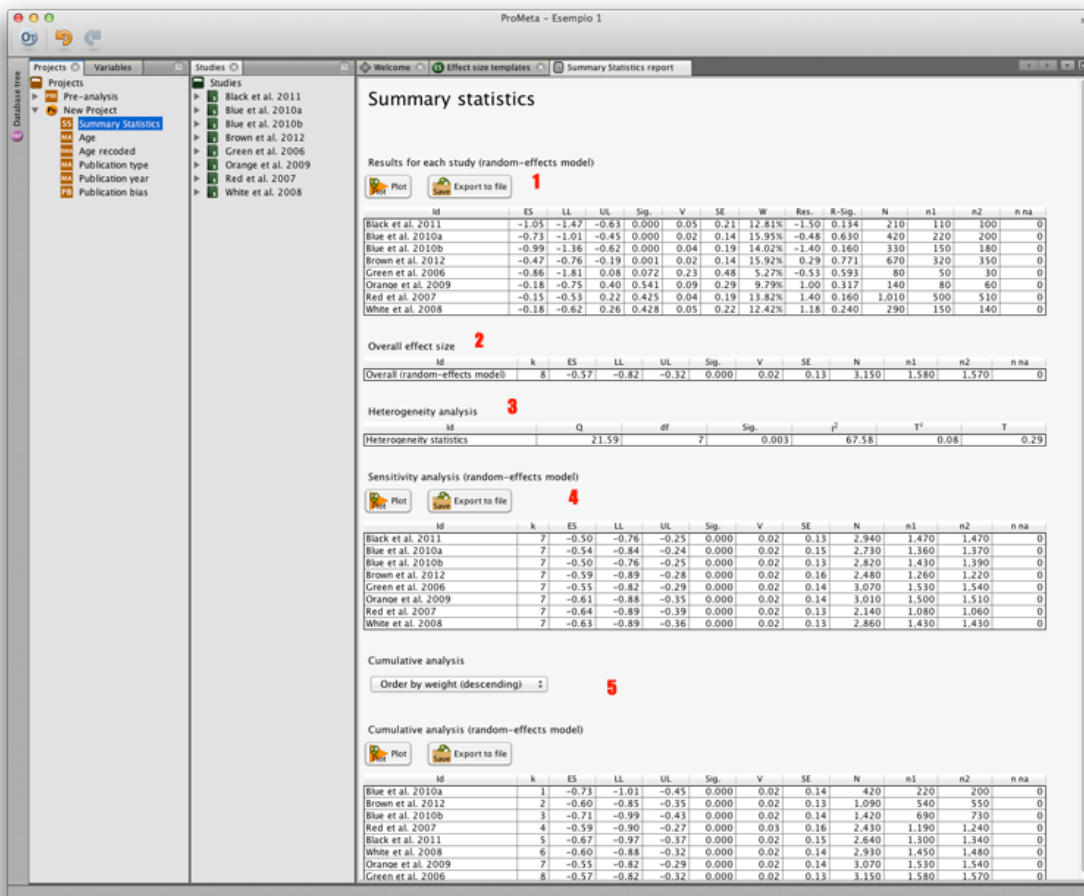 ProMeta - Esempio 1
Database tree
Projects Variables
Projects
Pre-analysis
New Project
Summary Statistics
Age
Age recoded
Publication type
Publication year
Publication bias
Studies
Studies
Black et al. 2011
Blue et al. 2010a
Blue et al. 2010b
Brown et al. 2012
Green et al. 2006
Orange et al. 2009
Red et al. 2007
White et al. 2008
Welcome Effect size templates Summary Statistics report
Summary statistics
Results for each study (random-effects model)
Plot Export to file 1
Id ES LL UL Sig. V SE W Res. R-Sig. N n1 n2 n na
Black et al. 2011 -1.05 -1.47 -0.63 0.000 0.05 0.21 12.81% -1.50 0.134 210 110 100 0
Blue et al. 2010a -0.73 -1.01 -0.45 0.000 0.02 0.14 15.95% -0.48 0.630 420 220 200 0
Blue et al. 2010b -0.99 -1.36 -0.62 0.000 0.04 0.19 14.02% -1.40 0.160 330 150 180 0
Brown et al. 2012 -0.47 -0.76 -0.19 0.001 0.02 0.14 15.92% 0.29 0.771 670 320 350 0
Green et al. 2006 -0.86 -1.81 0.08 0.072 0.23 0.48 5.27% -0.53 0.593 80 50 30 0
Orange et al. 2009 -0.18 -0.75 0.40 0.541 0.09 0.29 9.79% 1.00 0.317 140 80 60 0
Red et al. 2007 -0.15 -0.53 0.22 0.425 0.04 0.19 13.82% 1.40 0.160 1,010 500 510 0
White et al. 2008 -0.18 -0.62 0.26 0.428 0.05 0.22 12.42% 1.18 0.240 290 150 140 0
Overall effect size 2
Id k ES LL UL Sig. V SE N n1 n2 n na
Overall (random-effects model) 8 -0.57 -0.82 -0.32 0.000 0.02 0.13 3,150 1,580 1,570 0
Heterogeneity analysis 3
Id Q df Sig. I² T² T
Heterogeneity statistics 21.59 7 0.003 67.58 0.08 0.29
Sensitivity analysis (random-effects model)
Plot Export to file 4
Id k ES LL UL Sig. V SE N n1 n2 n na
Black et al. 2011 7 -0.50 -0.76 -0.25 0.000 0.02 0.13 2,940 1,470 1,470 0
Blue et al. 2010a 7 -0.54 -0.84 -0.24 0.000 0.02 0.15 2,730 1,360 1,370 0
Blue et al. 2010b 7 -0.50 -0.76 -0.25 0.000 0.02 0.13 2,820 1,430 1,390 0
Brown et al. 2012 7 -0.59 -0.89 -0.28 0.000 0.02 0.16 2,480 1,260 1,220 0
Green et al. 2006 7 -0.55 -0.82 -0.29 0.000 0.02 0.14 3,070 1,530 1,540 0
Orange et al. 2009 7 -0.61 -0.88 -0.35 0.000 0.02 0.14 3,010 1,500 1,510 0
Red et al. 2007 7 -0.64 -0.89 -0.39 0.000 0.02 0.13 2,140 1,080 1,060 0
White et al. 2008 7 -0.63 -0.89 -0.36 0.000 0.02 0.13 2,860 1,430 1,430 0
Cumulative analysis
Order by weight (descending) 5
Cumulative analysis (random-effects model)
Plot Export to file
Id k ES LL UL Sig. V SE N n1 n2 n na
Blue et al. 2010a 1 -0.73 -1.01 -0.45 0.000 0.02 0.14 420 220 200 0
Brown et al. 2012 2 -0.60 -0.85 -0.35 0.000 0.02 0.13 1,090 540 550 0
Blue et al. 2010b 3 -0.71 -0.99 -0.43 0.000 0.02 0.14 1,420 690 730 0
Red et al. 2007 4 -0.59 -0.90 -0.27 0.000 0.03 0.16 2,430 1,190 1,240 0
Black et al. 2011 5 -0.67 -0.97 -0.37 0.000 0.02 0.15 2,640 1,300 1,340 0
White et al. 2008 6 -0.60 -0.88 -0.32 0.000 0.02 0.14 2,930 1,450 1,480 0
Orange et al. 2009 7 -0.55 -0.82 -0.29 0.000 0.02 0.14 3,070 1,530 1,540 0
Green et al. 2006 8 -0.57 -0.82 -0.32 0.000 0.02 0.13 3,150 1,580 1,570 0